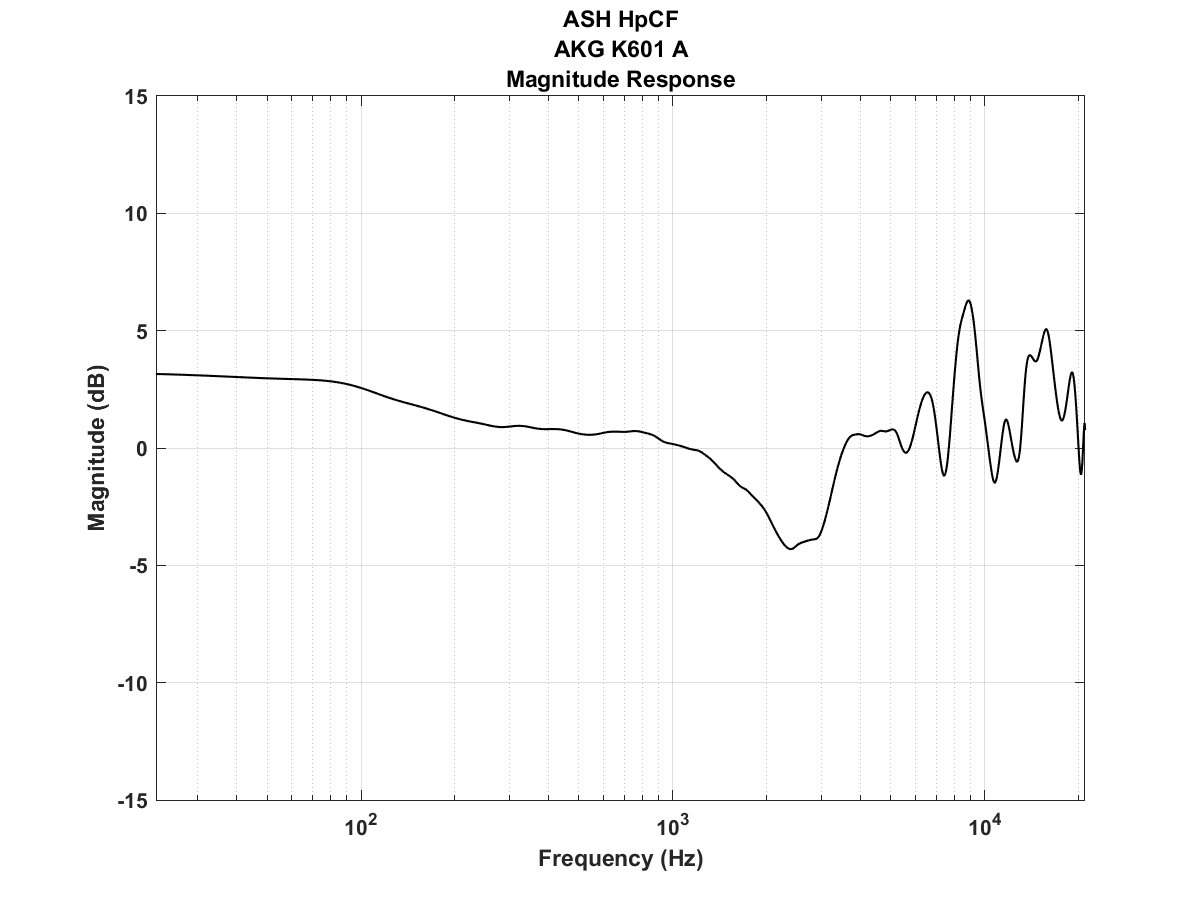 ASH HpCF
AKG K601 A
Magnitude Response
15
10
5
0
-5
-10
-15
Magnitude (dB)
10²
10³
10⁴
Frequency (Hz)